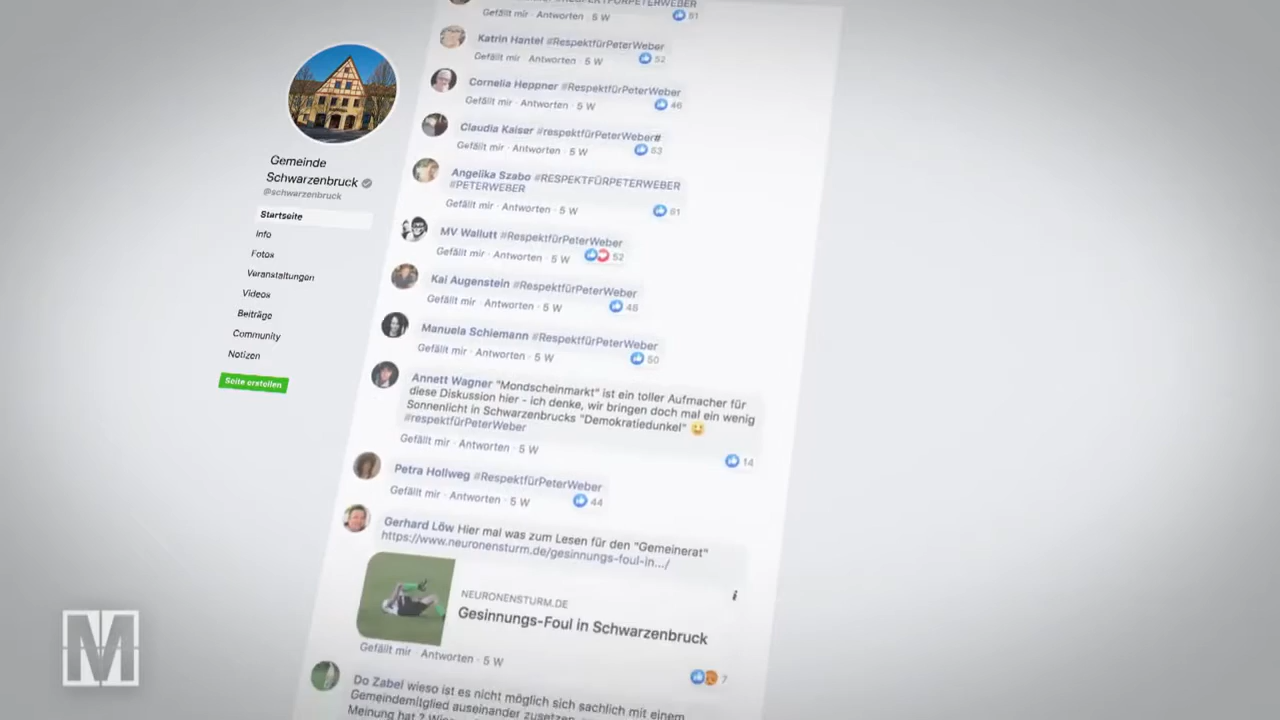 Gefällt mir · Antworten · 5 W 51
Katrin Hantel #RespektfürPeterWeber
Gefällt mir · Antworten · 5 W 52
Cornelia Heppner #RespektfürPeterWeber
Gefällt mir · Antworten · 5 W 46
Claudia Kaiser #respektfürPeterWeber#
Gefällt mir · Antworten · 5 W 53
Angelika Szabo #RESPEKTFÜRPETERWEBER
#PETERWEBER
Gefällt mir · Antworten · 5 W 61
MV Wallutt #RespektfürPeterWeber
Gefällt mir · Antworten · 5 W 52
Kai Augenstein #RespektfürPeterWeber
Gefällt mir · Antworten · 5 W 48
Manuela Schiemann #RespektfürPeterWeber
Gefällt mir · Antworten · 5 W 50
Annett Wagner "Mondscheinmarkt" ist ein toller Aufmacher für
diese Diskussion hier - ich denke, wir bringen doch mal ein wenig
Sonnenlicht in Schwarzenbrucks "Demokratiedunkel" 😉
#respektfürPeterWeber
Gefällt mir · Antworten · 5 W 14
Petra Hollweg #RespektfürPeterWeber
Gefällt mir · Antworten · 5 W 44
Gerhard Löw Hier mal was zum Lesen für den "Gemeinerat"
https://www.neuronensturm.de/gesinnungs-foul-in.../
NEURONENSTURM.DE
Gesinnungs-Foul in Schwarzenbruck
Gefällt mir · Antworten · 5 W 7
Do Zabel wieso ist es nicht möglich sich sachlich mit einem
Gemeindemitglied auseinander zusetzen
Meinung hat ?
Gemeinde
Schwarzenbruck
@schwarzenbruck
Startseite
Info
Fotos
Veranstaltungen
Videos
Beiträge
Community
Notizen
Seite erstellen
M